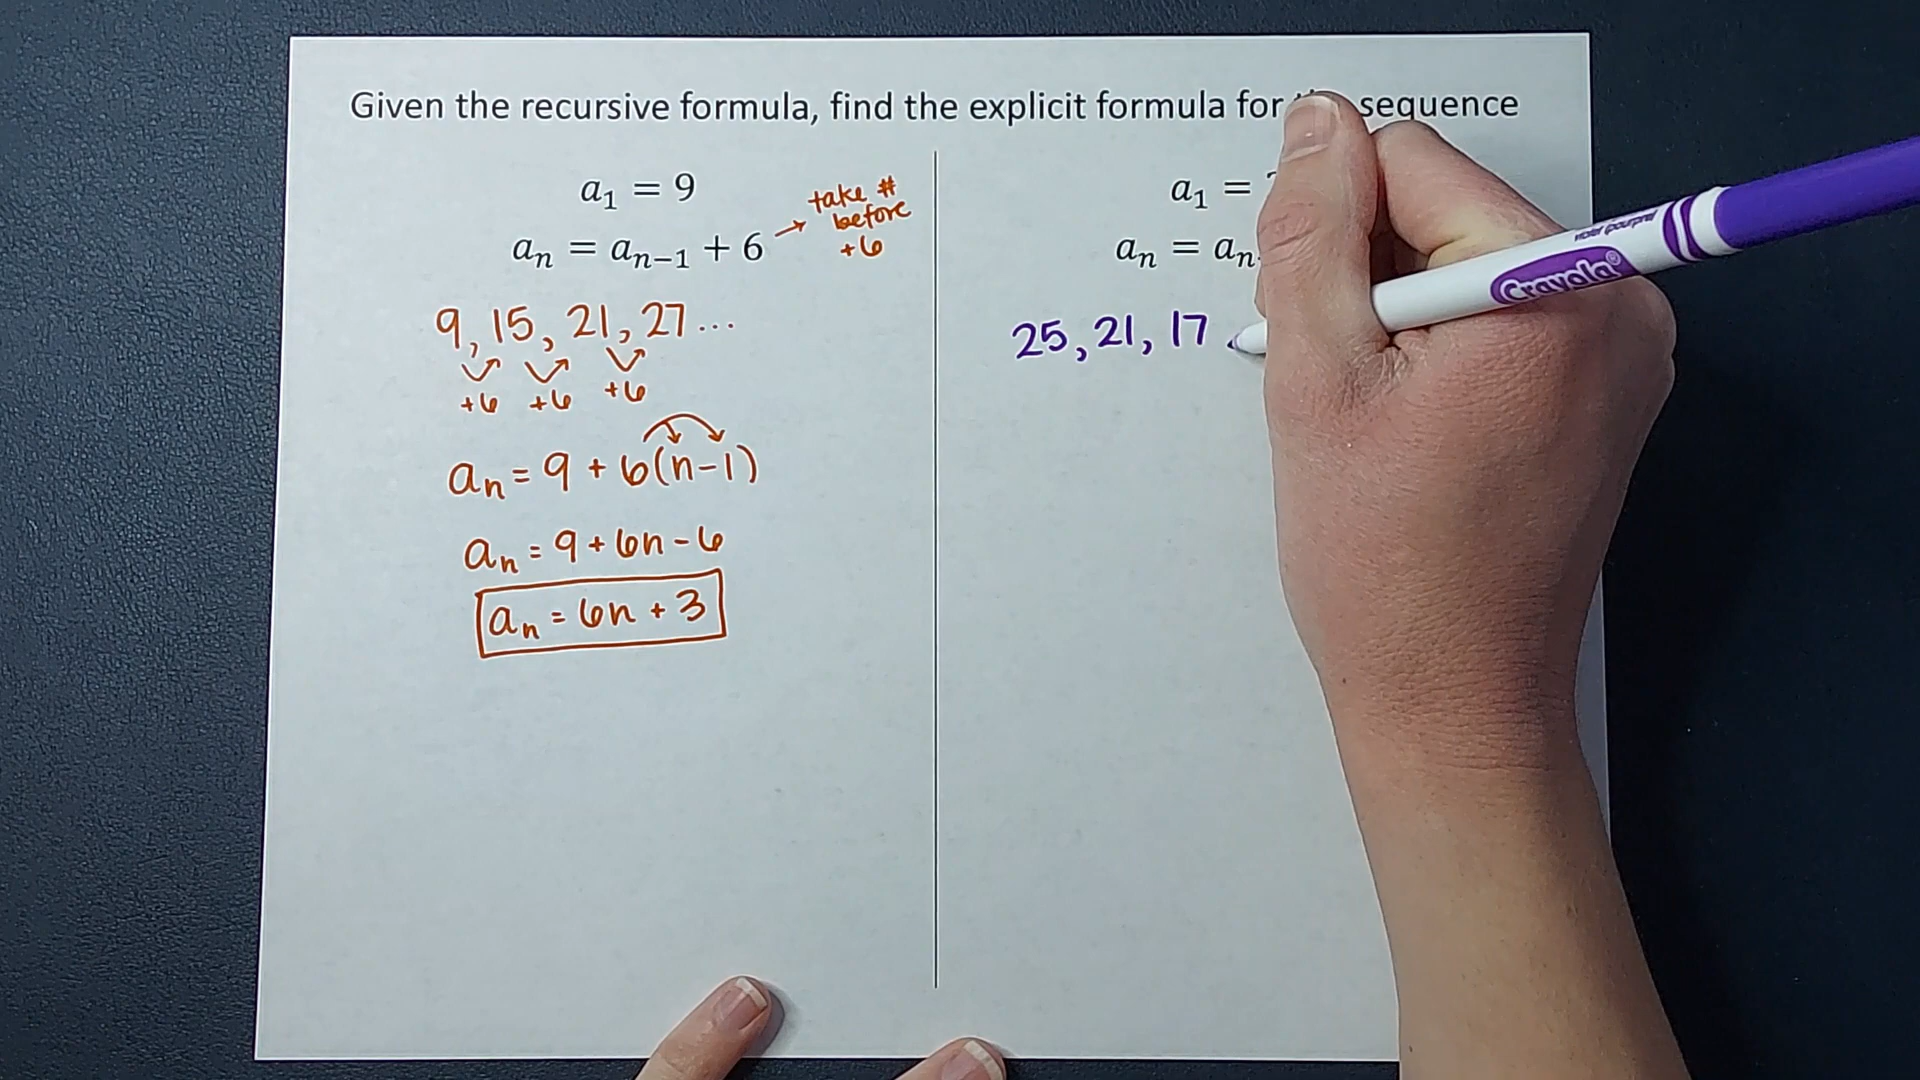 Given the recursive formula, find the explicit formula for sequence
a₁ = 9
aₙ = aₙ₋₁ + 6
→ take #
before
+6
9, 15, 21, 27 ...
+6 +6 +6
aₙ = 9 + 6(n-1)
aₙ = 9 + 6n - 6
aₙ = 6n + 3
a₁ =
aₙ = aₙ
25, 21, 17
Crayola®